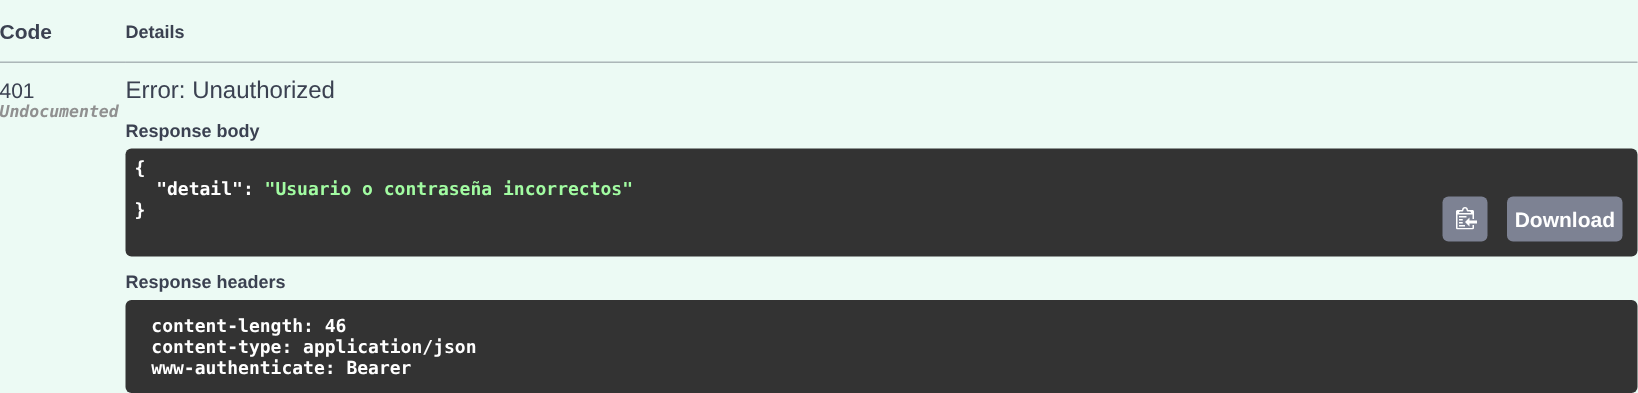 Code Details
401 Error: Unauthorized
Undocumented
Response body
{
  "detail": "Usuario o contraseña incorrectos"
}
Download
Response headers
content-length: 46
content-type: application/json
www-authenticate: Bearer